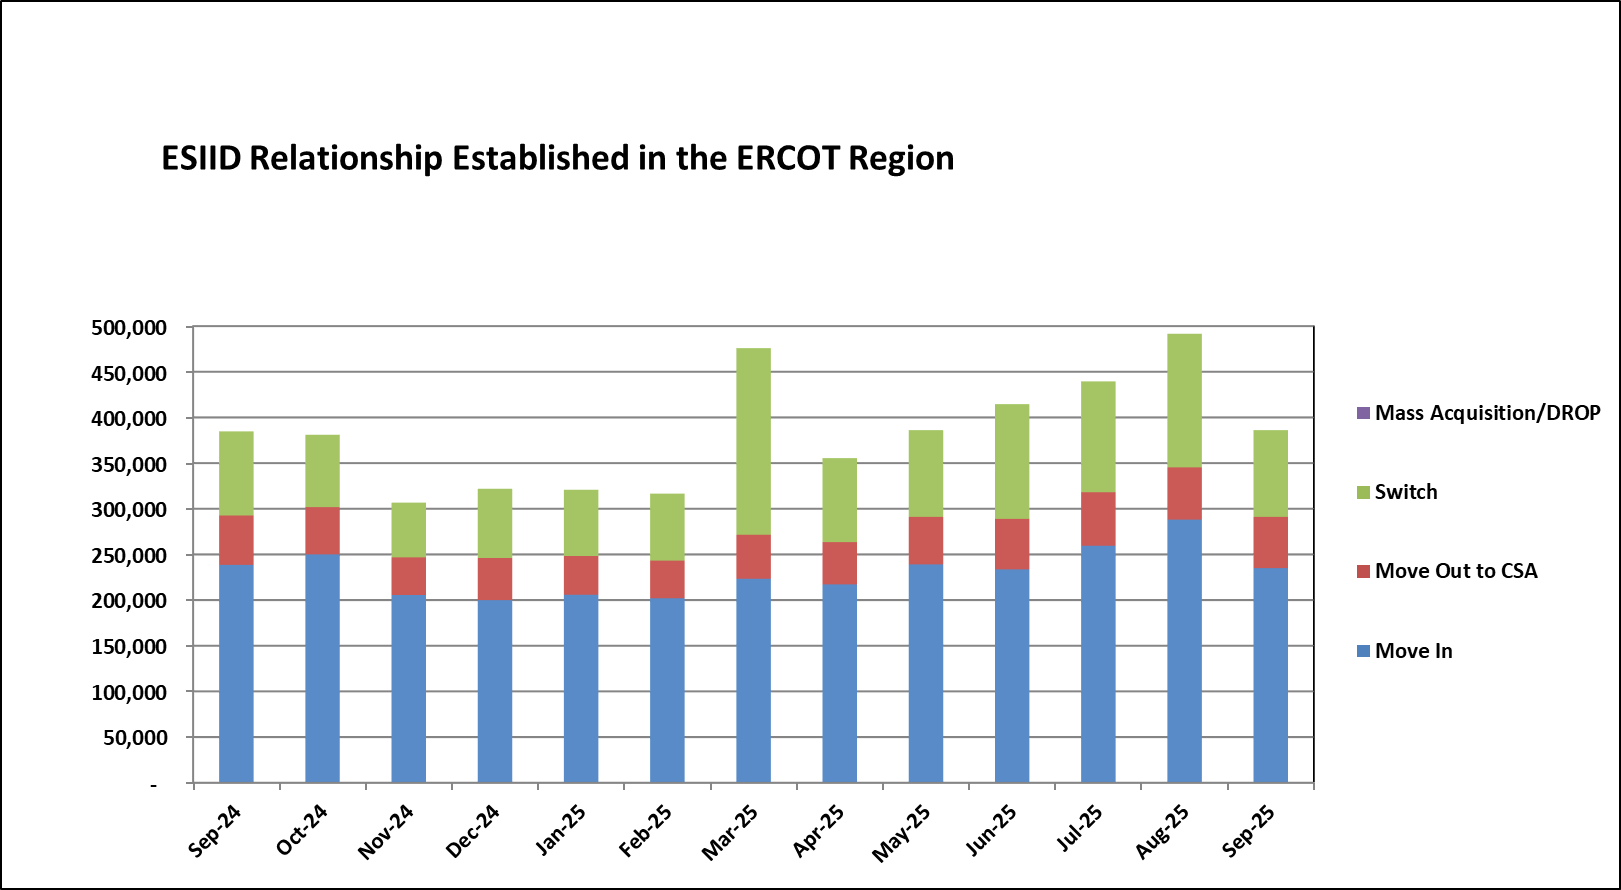 ESIID Relationship Established in the ERCOT Region
500,000
450,000
400,000
350,000
300,000
250,000
200,000
150,000
100,000
50,000
-
Sep-24
Oct-24
Nov-24
Dec-24
Jan-25
Feb-25
Mar-25
Apr-25
May-25
Jun-25
Jul-25
Aug-25
Sep-25
Mass Acquisition/DROP
Switch
Move Out to CSA
Move In